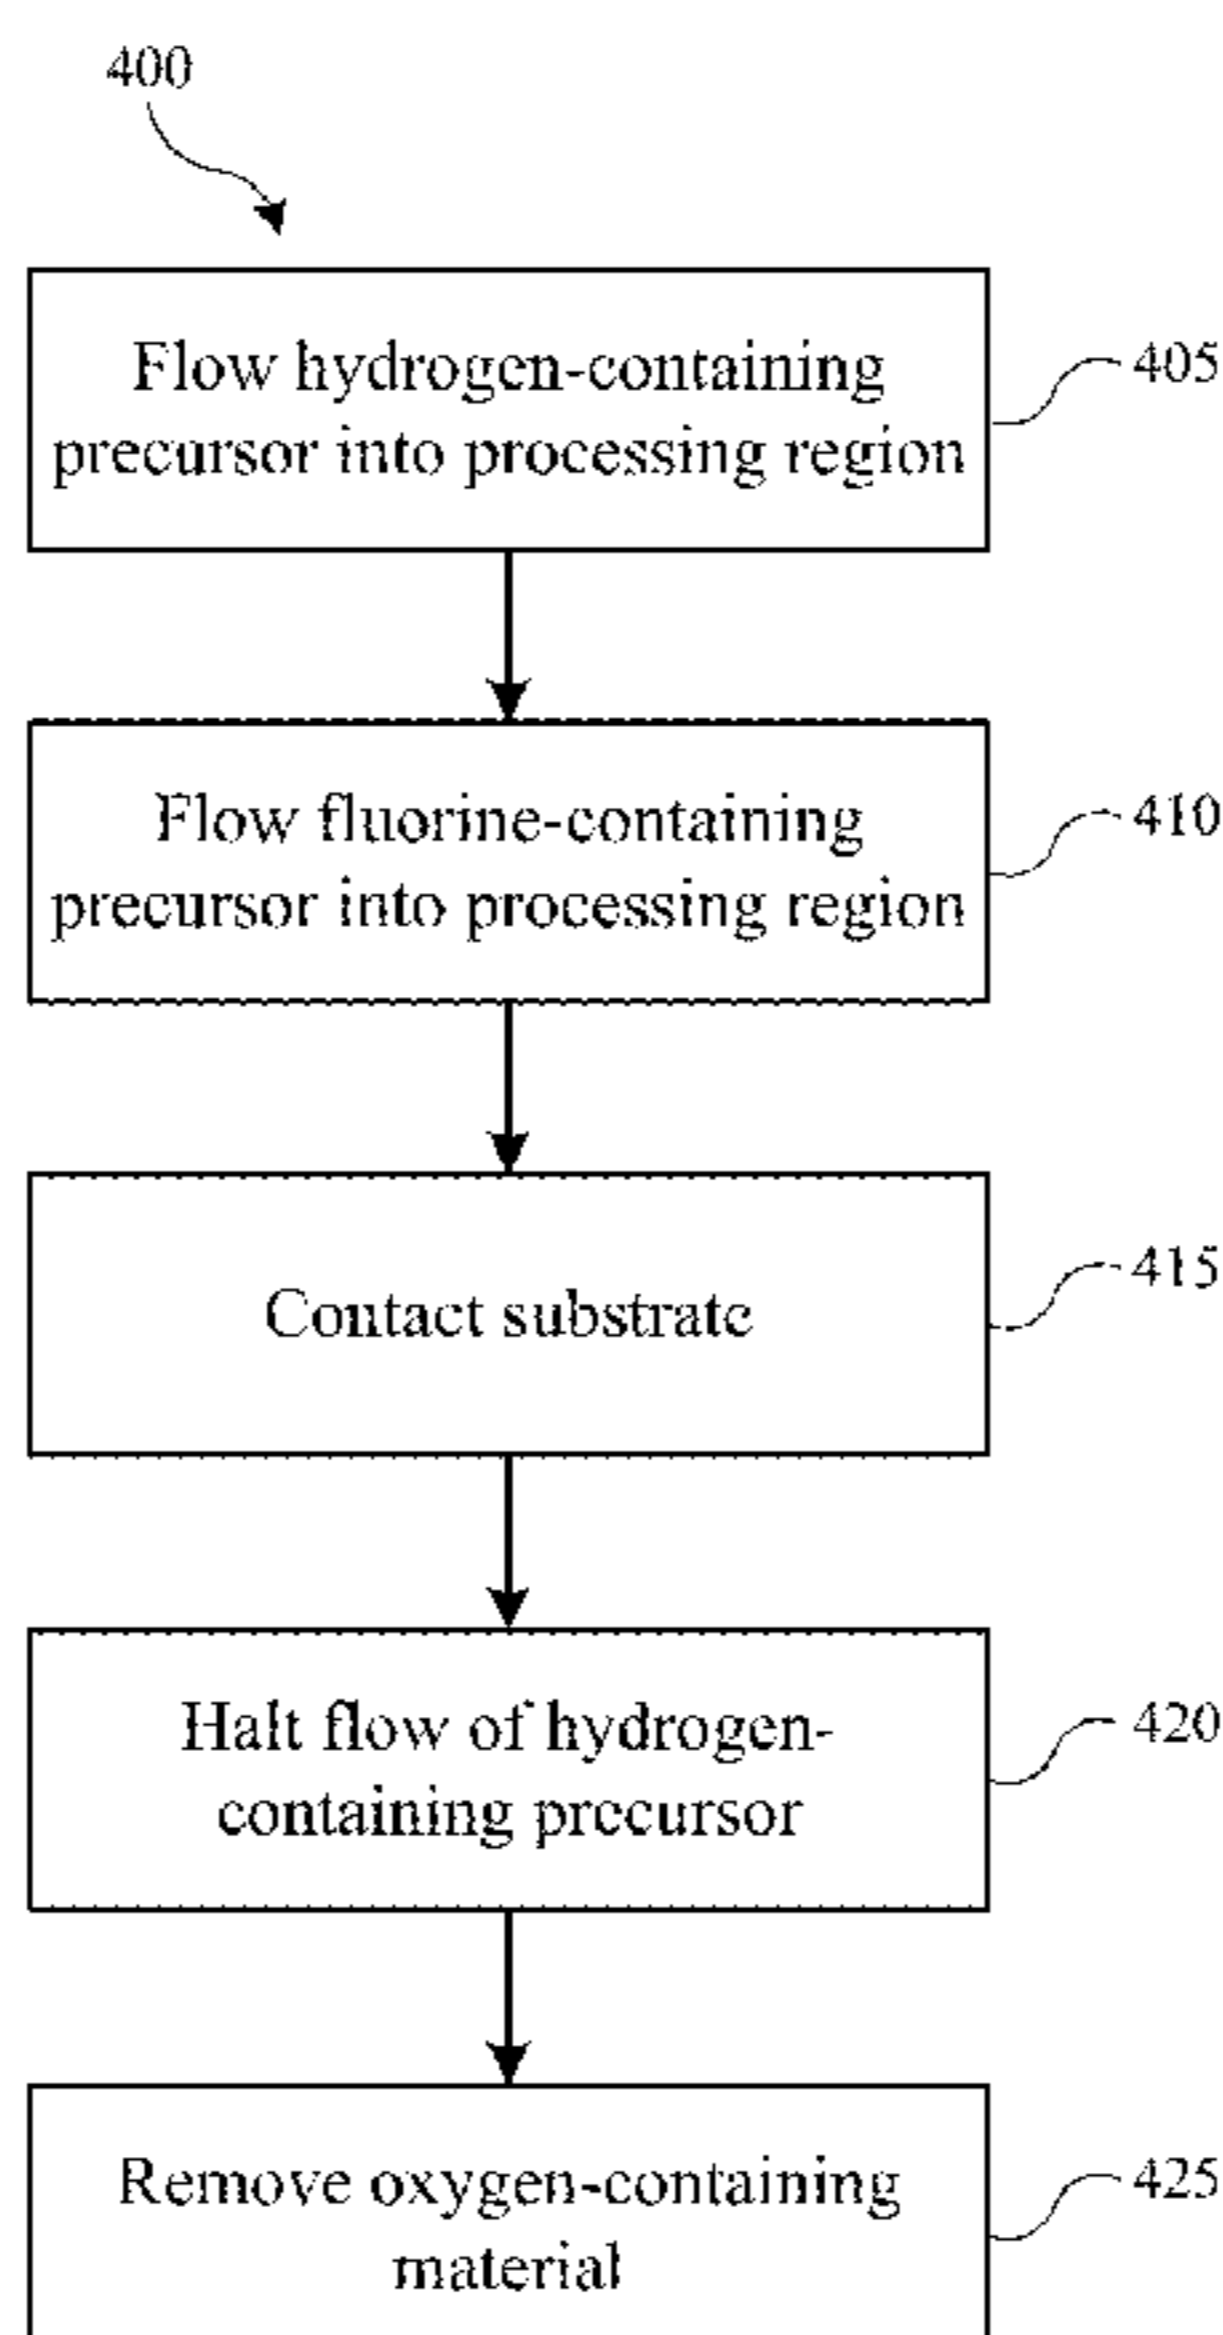 400
Flow hydrogen-containing
precursor into processing region
405
Flow fluorine-containing
precursor into processing region
410
Contact substrate
415
Halt flow of hydrogen-
containing precursor
420
Remove oxygen-containing
material
425